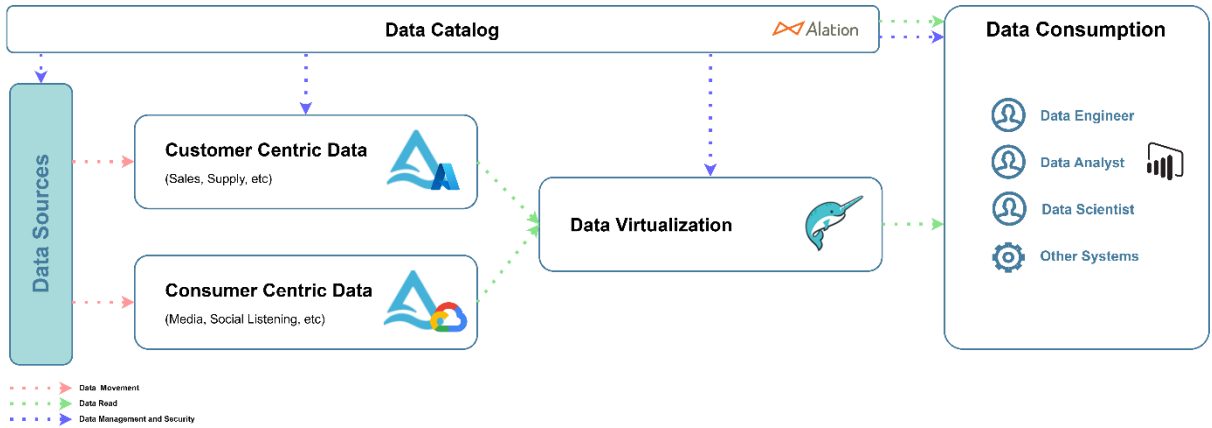 Data Catalog
Alation
Data Consumption
Data Sources
Customer Centric Data
(Sales, Supply, etc)
Consumer Centric Data
(Media, Social Listening, etc)
Data Virtualization
Data Engineer
Data Analyst
Data Scientist
Other Systems
Data Movement
Data Read
Data Management and Security